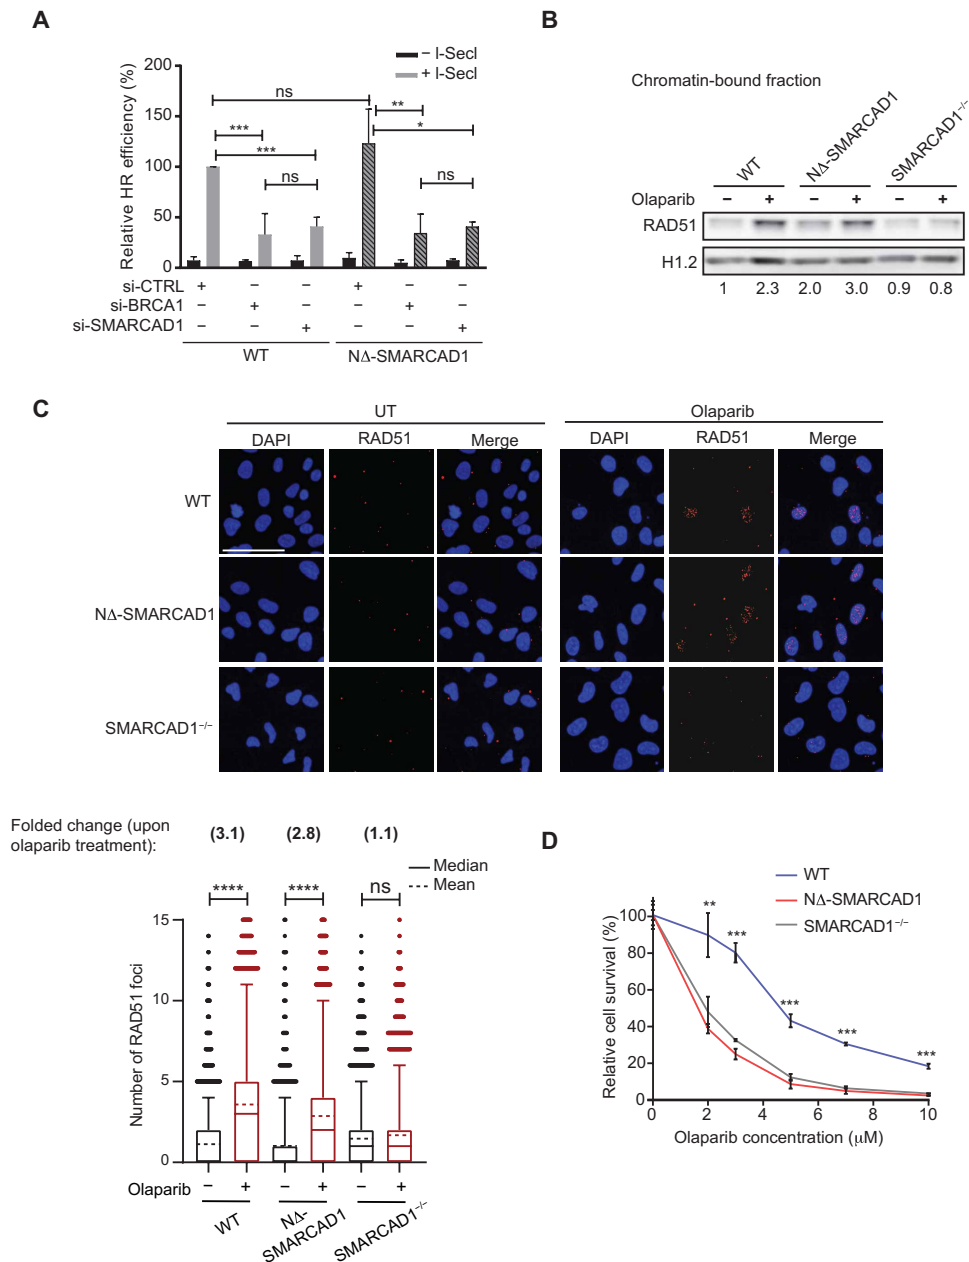 A
– I-SecI
+ I-SecI
Relative HR efficiency (%)
200
150
100
50
0
ns
***
***
ns
**
*
ns
si-CTRL + – – + – –
si-BRCA1 – + – – + –
si-SMARCAD1 – – + – – +
WT NΔ-SMARCAD1
B
Chromatin-bound fraction
WT NΔ-SMARCAD1 SMARCAD1–/–
Olaparib – + – + – +
RAD51
H1.2
1 2.3 2.0 3.0 0.9 0.8
C
UT Olaparib
DAPI RAD51 Merge DAPI RAD51 Merge
WT
NΔ-SMARCAD1
SMARCAD1–/–
Folded change (upon
olaparib treatment):
(3.1) (2.8) (1.1)
Median
Mean
**** **** ns
Number of RAD51 foci
15
10
5
0
Olaparib – + – + – +
WT
NΔ-
SMARCAD1
SMARCAD1–/–
D
WT
NΔ-SMARCAD1
SMARCAD1–/–
Relative cell survival (%)
100
80
60
40
20
0
** *** *** *** ***
0 2 4 6 8 10
Olaparib concentration (μM)